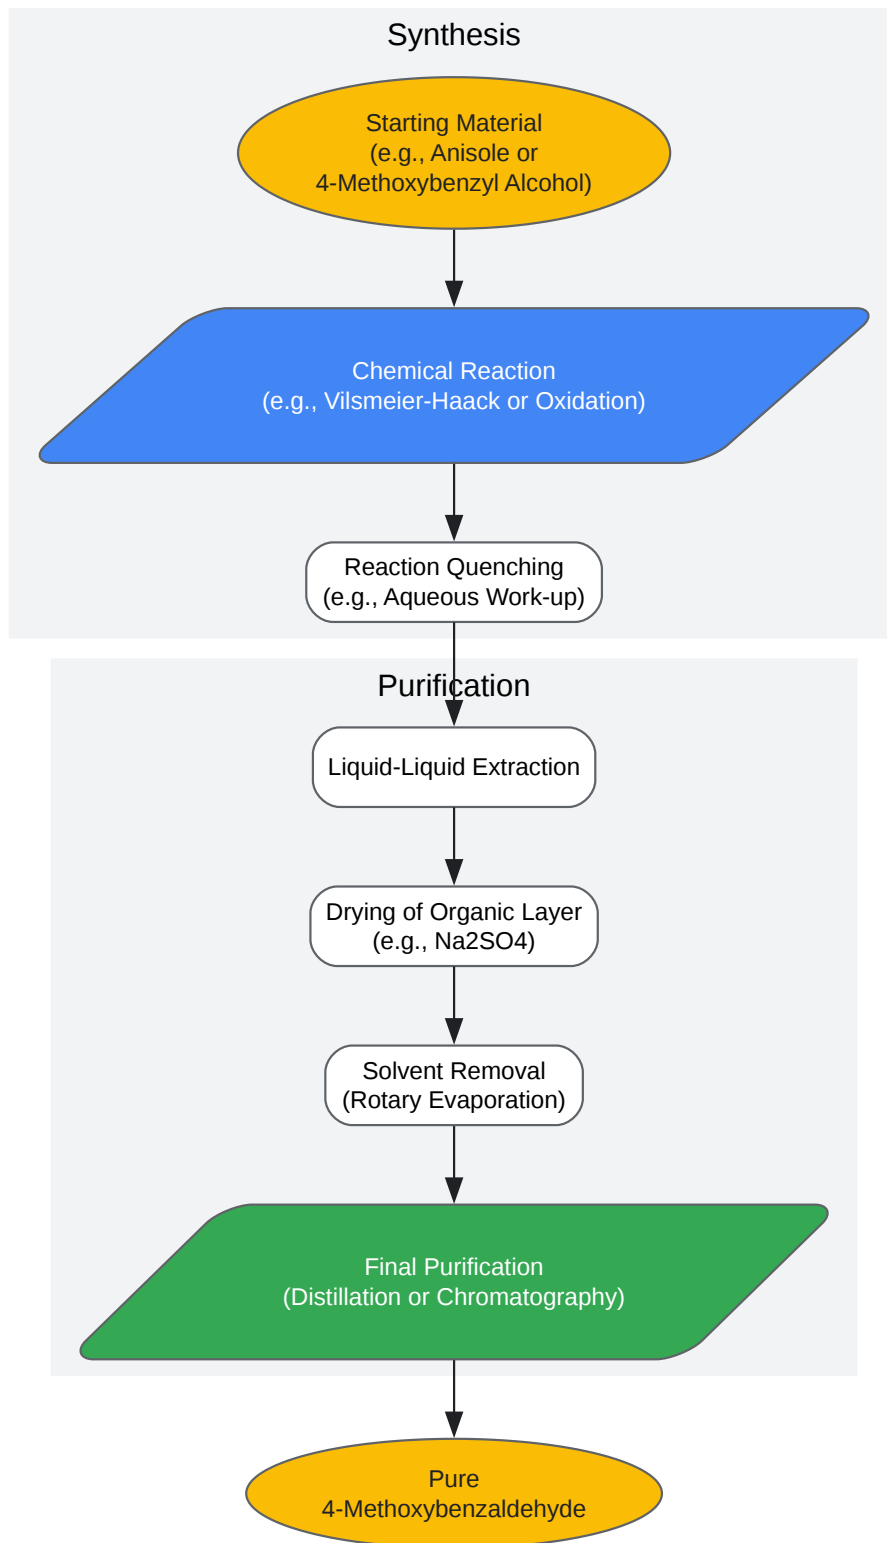 Synthesis
Starting Material
(e.g., Anisole or
4-Methoxybenzyl Alcohol)
Chemical Reaction
(e.g., Vilsmeier-Haack or Oxidation)
Reaction Quenching
(e.g., Aqueous Work-up)
Purification
Liquid-Liquid Extraction
Drying of Organic Layer
(e.g., Na2SO4)
Solvent Removal
(Rotary Evaporation)
Final Purification
(Distillation or Chromatography)
Pure
4-Methoxybenzaldehyde